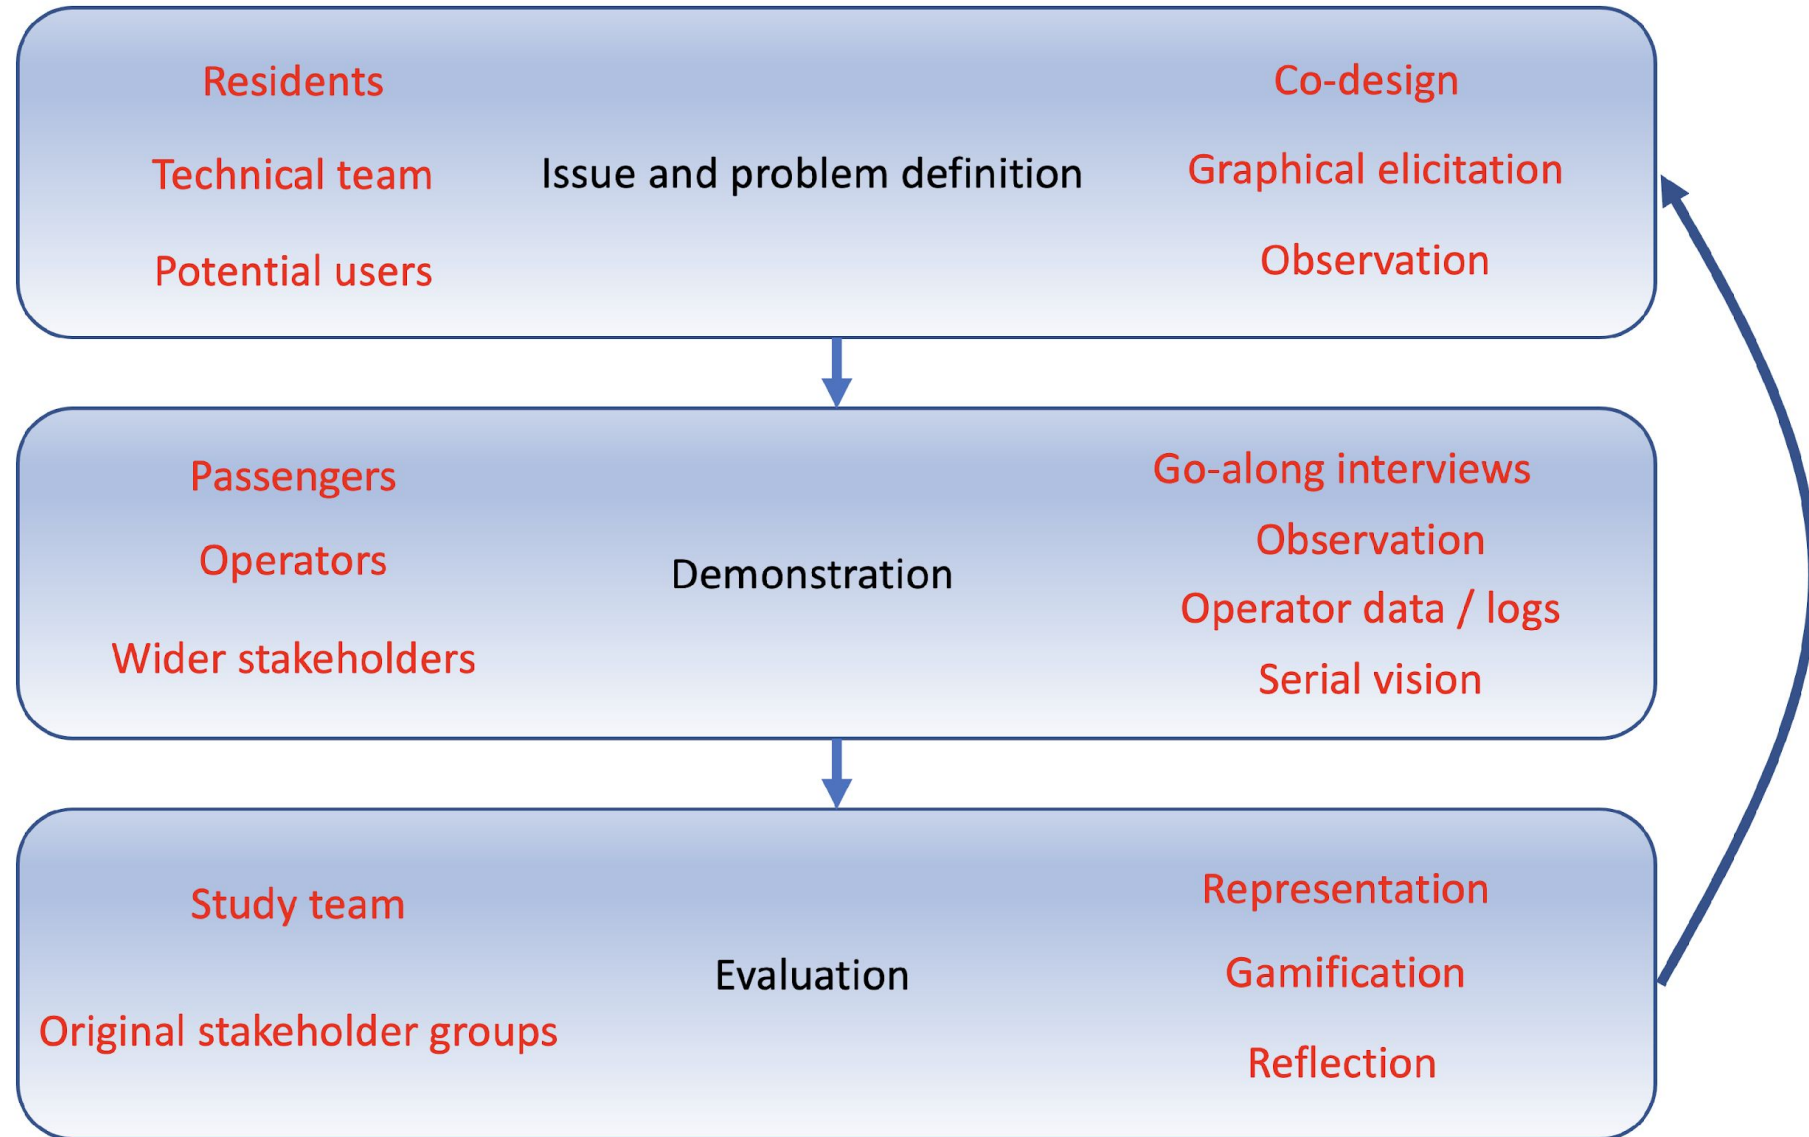 Residents
Technical team
Potential users
Issue and problem definition
Co-design
Graphical elicitation
Observation
Passengers
Operators
Wider stakeholders
Demonstration
Go-along interviews
Observation
Operator data / logs
Serial vision
Study team
Original stakeholder groups
Evaluation
Representation
Gamification
Reflection